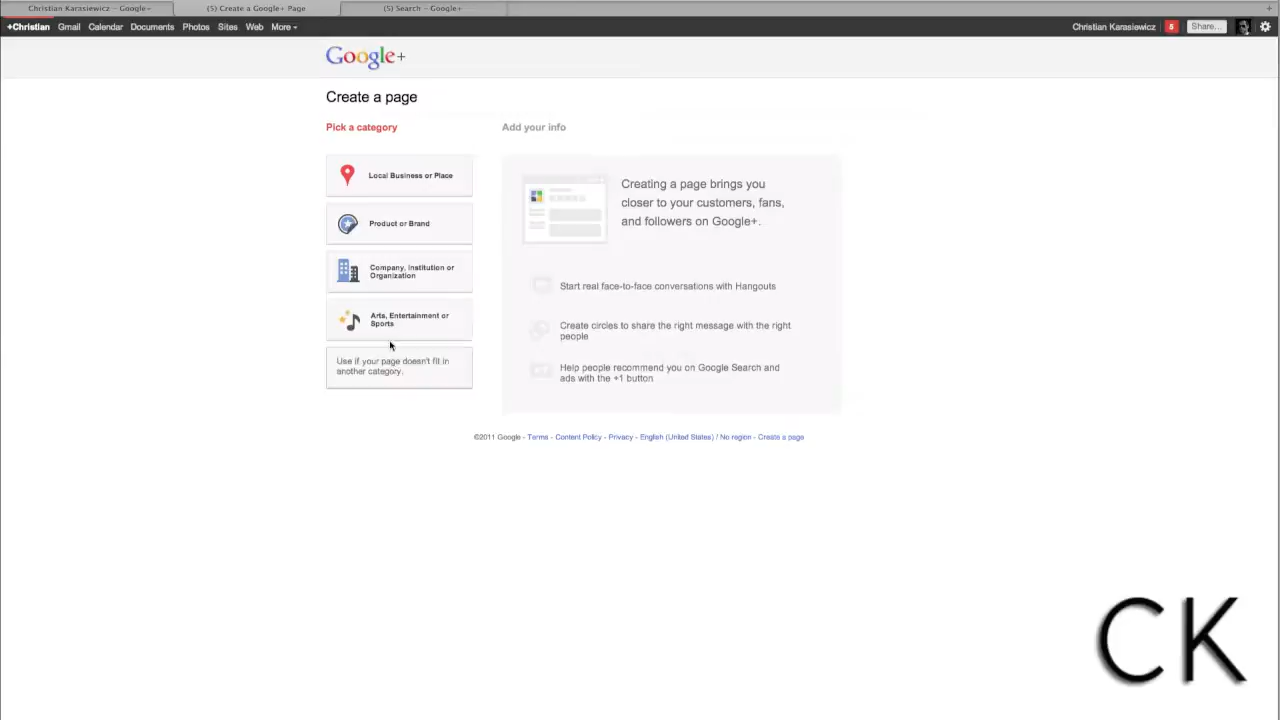 Christian Karasiewicz – Google+
(5) Create a Google+ Page
(5) Search – Google+
+Christian Gmail Calendar Documents Photos Sites Web More
Christian Karasiewicz 5 Share...
Google+
Create a page
Pick a category
Add your info
Local Business or Place
Product or Brand
Company, Institution or
Organization
Arts, Entertainment or
Sports
Use if your page doesn't fill in
another category.
Creating a page brings you
closer to your customers, fans,
and followers on Google+.
Start real face-to-face conversations with Hangouts
Create circles to share the right message with the right
people
Help people recommend you on Google Search and
ads with the +1 button
©2011 Google - Terms - Content Policy - Privacy - English (United States) / No region - Create a page
CK